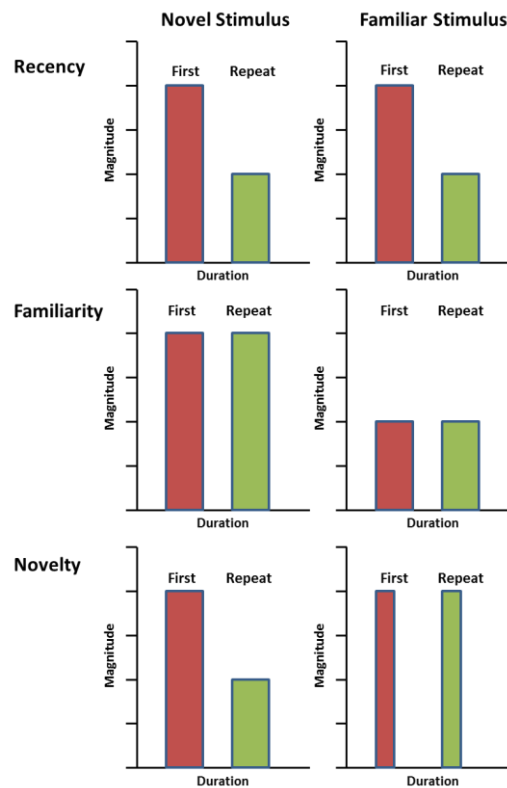 Novel Stimulus Familiar Stimulus
Recency
First Repeat First Repeat
Magnitude Magnitude
Duration Duration
Familiarity
First Repeat First Repeat
Magnitude Magnitude
Duration Duration
Novelty
First Repeat First Repeat
Magnitude Magnitude
Duration Duration